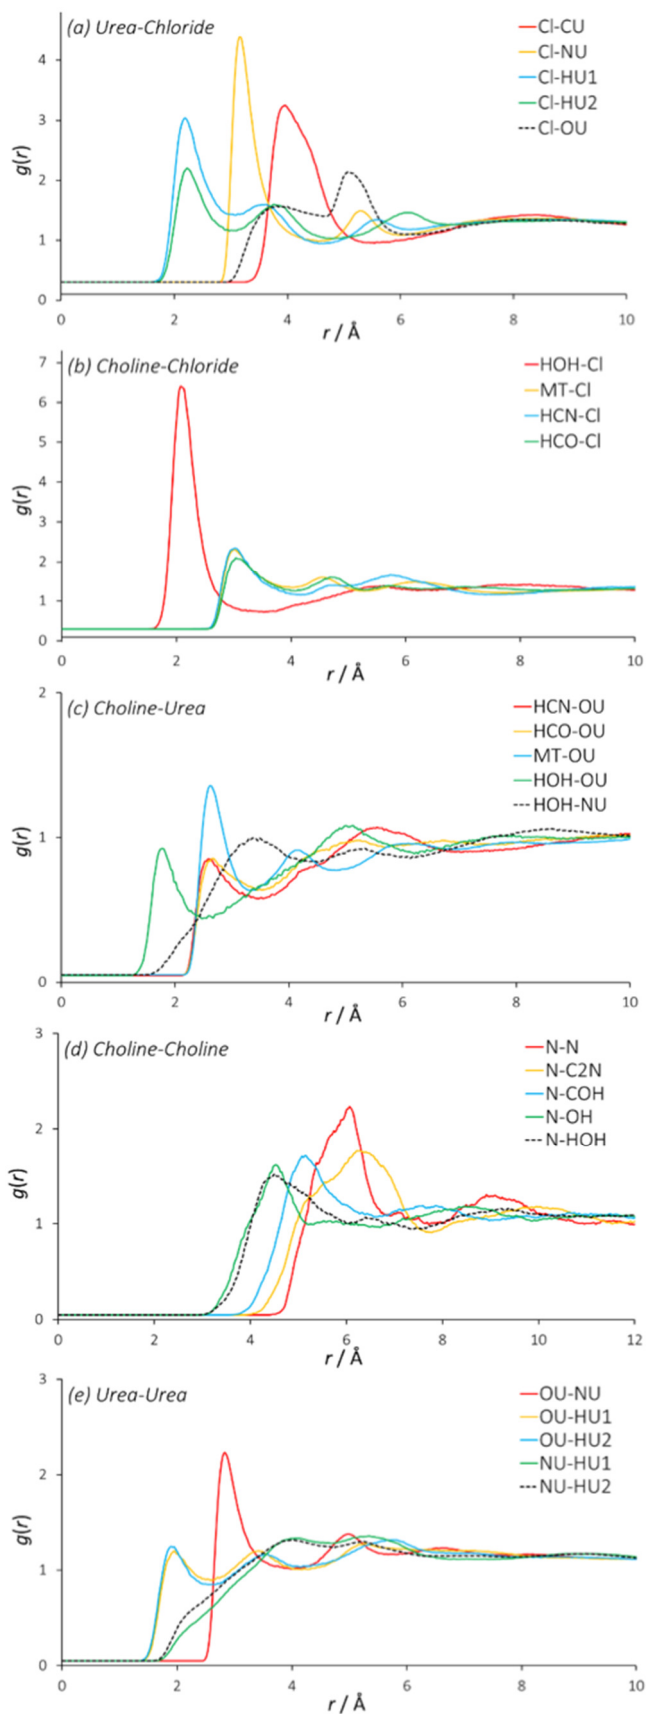 (a) Urea-Chloride
Cl-CU
Cl-NU
Cl-HU1
Cl-HU2
Cl-OU
g(r)
4
3
2
1
0
0 2 4 6 8 10
r / Å
(b) Choline-Chloride
HOH-Cl
MT-Cl
HCN-Cl
HCO-Cl
g(r)
7
6
5
4
3
2
1
0
0 2 4 6 8 10
r / Å
(c) Choline-Urea
HCN-OU
HCO-OU
MT-OU
HOH-OU
HOH-NU
g(r)
2
1
0
0 2 4 6 8 10
r / Å
(d) Choline-Choline
N-N
N-C2N
N-COH
N-OH
N-HOH
g(r)
3
2
1
0
0 2 4 6 8 10 12
r / Å
(e) Urea-Urea
OU-NU
OU-HU1
OU-HU2
NU-HU1
NU-HU2
g(r)
3
2
1
0
0 2 4 6 8 10
r / Å